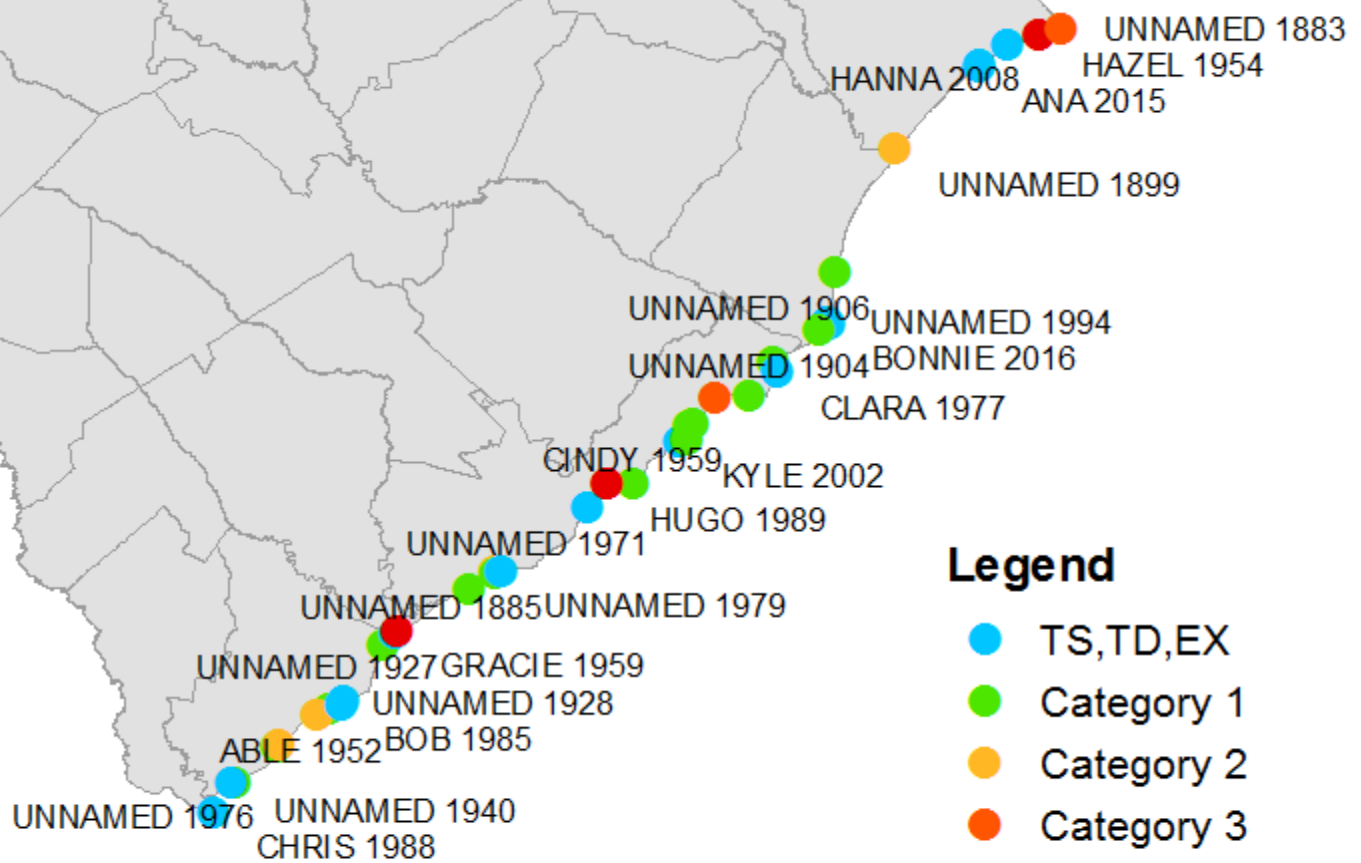 UNNAMED 1883
HAZEL 1954
HANNA 2008
ANA 2015
UNNAMED 1899
UNNAMED 1906
UNNAMED 1994
BONNIE 2016
UNNAMED 1904
CLARA 1977
CINDY 1959
KYLE 2002
HUGO 1989
UNNAMED 1971
UNNAMED 1885
UNNAMED 1979
UNNAMED 1927
GRACIE 1959
UNNAMED 1928
BOB 1985
ABLE 1952
UNNAMED 1976
UNNAMED 1940
CHRIS 1988
Legend
TS,TD,EX
Category 1
Category 2
Category 3